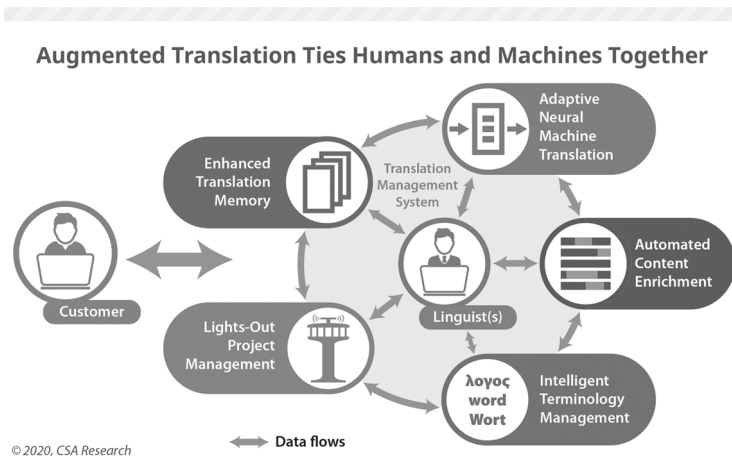 Augmented Translation Ties Humans and Machines Together
Adaptive
Neural
Machine
Translation
Enhanced
Translation
Memory
Translation
Management
System
Automated
Content
Enrichment
Customer
Linguist(s)
Lights-Out
Project
Management
λογος
word
Wort
Intelligent
Terminology
Management
Data flows
© 2020, CSA Research